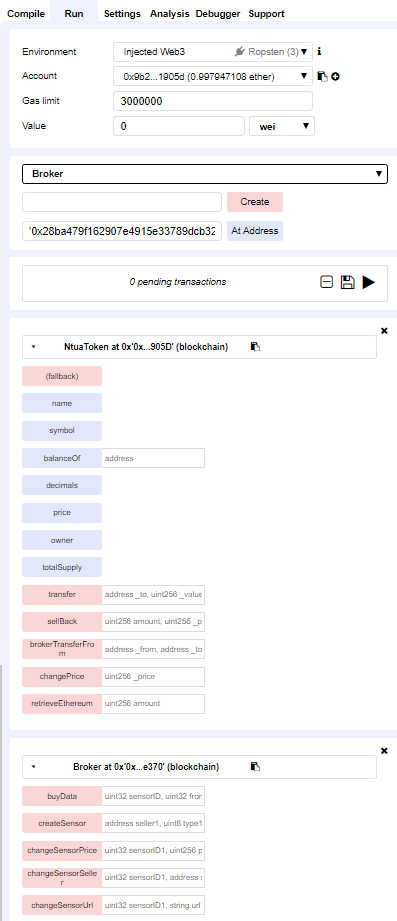 Compile Run Settings Analysis Debugger Support
Environment Injected Web3 Ropsten (3)
Account 0x9b2...1905d (0.997947108 ether)
Gas limit 3000000
Value 0 wei
Broker
Create
'0x28ba479f162907e4915e33789dcb32 At Address
0 pending transactions
NtuaToken at 0x'0x...905D' (blockchain)
(fallback)
name
symbol
balanceOf address
decimals
price
owner
totalSupply
transfer address _to, uint256 _value
sellBack uint256 amount, uint256 _p
brokerTransferFro
m address _from, address _to
changePrice uint256 _price
retrieveEthereum uint256 amount
Broker at 0x'0x...e370' (blockchain)
buyData uint32 sensorID, uint32 fror
createSensor address seller1, uint8 type1
changeSensorPrice uint32 sensorID1, uint256 p
changeSensorSelle
r uint32 sensorID1, address s
changeSensorUrl uint32 sensorID1, string url